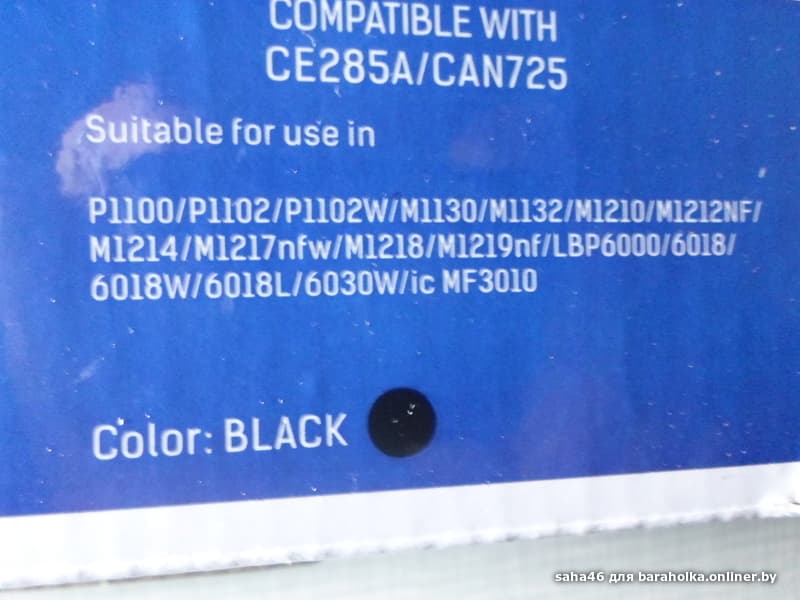 COMPATIBLE WITH
CE285A/CAN725
Suitable for use in
P1100/P1102/P1102W/M1130/M1132/M1210/M1212NF/
M1214/M1217nfw/M1218/M1219nf/LBP6000/6018/
6018W/6018L/6030W/ic MF3010
Color: BLACK
saha46 для baraholka.onliner.by